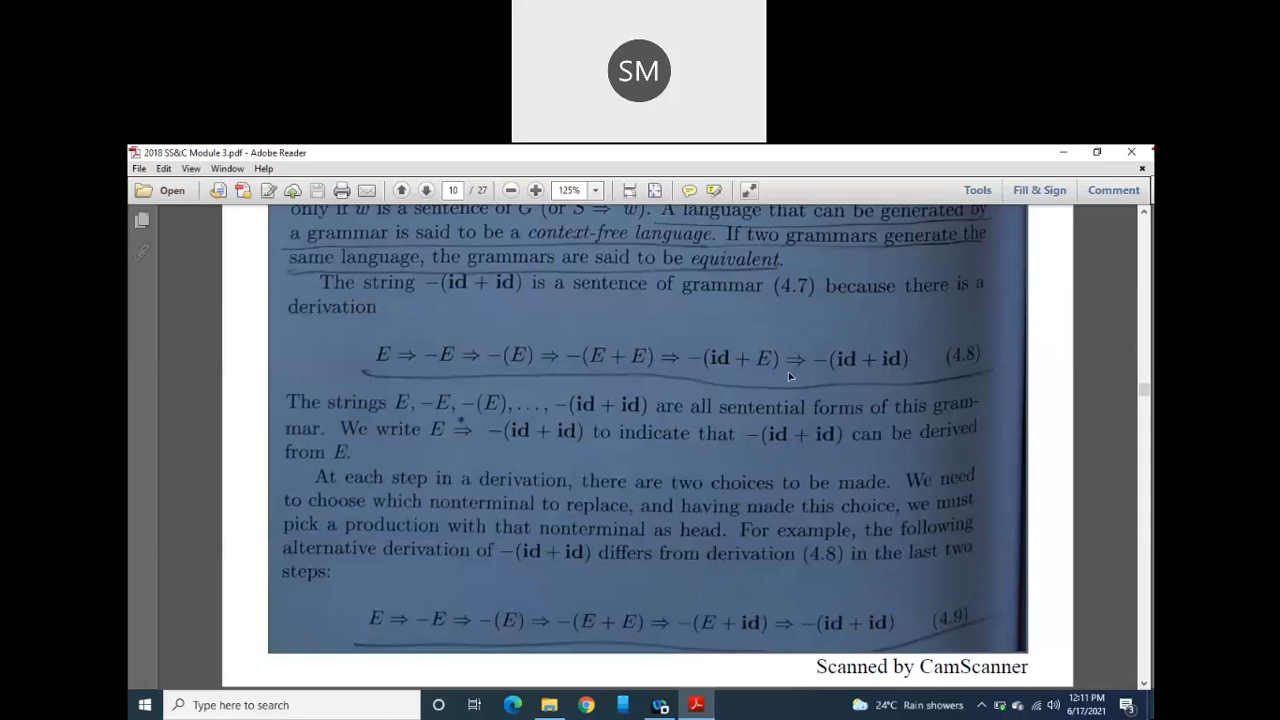 SM
2018 SS&C Module 3.pdf - Adobe Reader
File Edit View Window Help
Open 10 / 27 125% Tools Fill & Sign Comment
only if w is a sentence of G (or S ⇒ w). A language that can be generated by
a grammar is said to be a context-free language. If two grammars generate the
same language, the grammars are said to be equivalent.
The string −(id + id) is a sentence of grammar (4.7) because there is a
derivation
E ⇒ −E ⇒ −(E) ⇒ −(E + E) ⇒ −(id + E) ⇒ −(id + id) (4.8)
The strings E, −E, −(E), . . . , −(id + id) are all sentential forms of this gram-
mar. We write E ⇒* −(id + id) to indicate that −(id + id) can be derived
from E.
At each step in a derivation, there are two choices to be made. We need
to choose which nonterminal to replace, and having made this choice, we must
pick a production with that nonterminal as head. For example, the following
alternative derivation of −(id + id) differs from derivation (4.8) in the last two
steps:
E ⇒ −E ⇒ −(E) ⇒ −(E + E) ⇒ −(E + id) ⇒ −(id + id) (4.9)
Scanned by CamScanner
Type here to search
24°C Rain showers
12:11 PM
6/17/2021
3